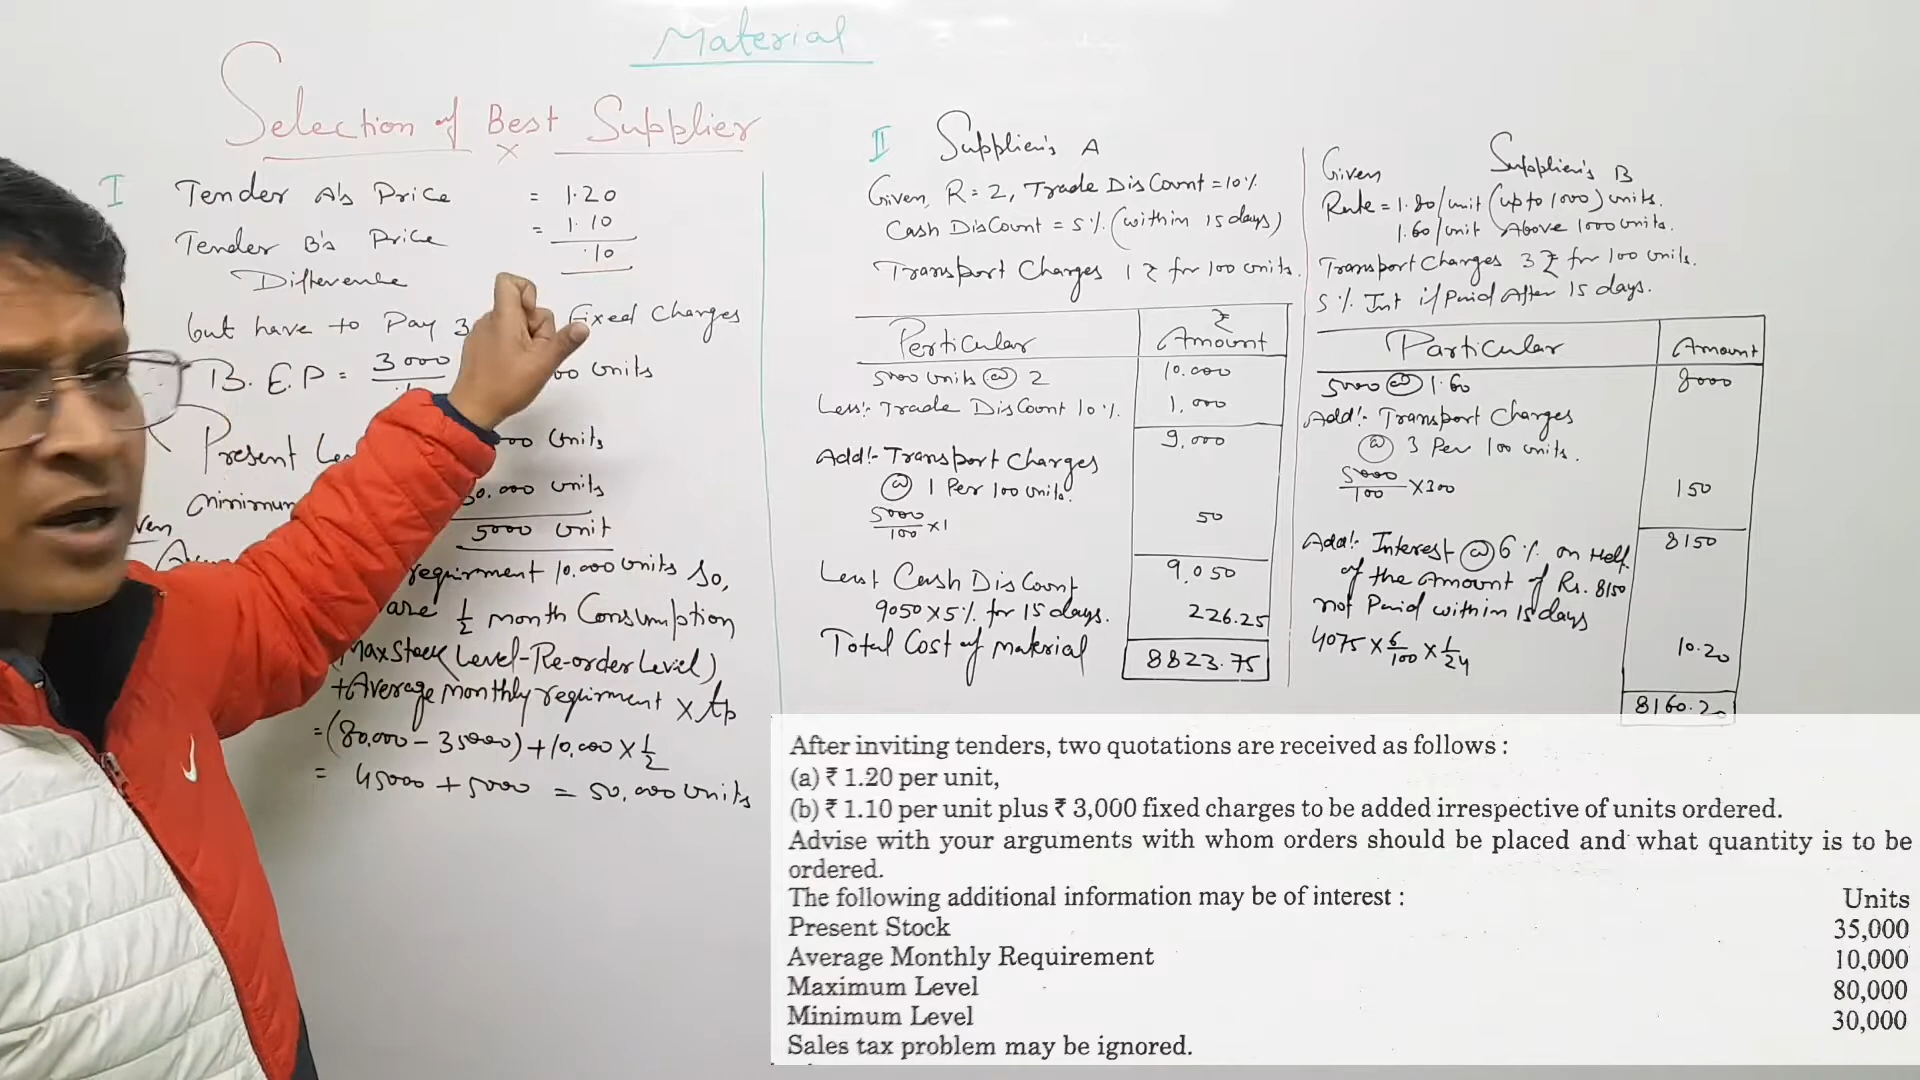 Material
Selection of Best Supplier
x
I
Tender A's Price = 1.20
Tender B's Price = 1.10
Difference .10
but have to Pay 3 Fixed Charges
B.E.P = 3000 00 units
Present Le 000 units
minimum 30.000 units
5000 unit
ven
requirment 10.000 units So,
are 1/2 month Consumption
(Max Stock Level-Re-order Level)
+Average monthly requirment x
=(80,000 - 35000) + 10,000 x 1/2
= 45000 + 5000 = 50,000 units
II Supplier's A
Given, R = 2, Trade DisCount = 10%
Cash DisCount = 5% (within 15 days)
Transport Charges 1 ₹ for 100 units.
Perticular ₹ Amount
5000 units @ 2 10.000
Less:- Trade DisCount 10%. 1.000
9.000
Add:- Transport Charges
@ 1 Per 100 units.
5000/100 x 1 50
9.050
Less Cash DisCount
9050 x 5% for 15 days. 226.25
Total Cost of material 8823.75
Given Supplier's B
Rate = 1.80/unit (up to 1000) units.
1.60/unit Above 1000 units.
Transport Charges 3 ₹ for 100 units.
5% Int if Paid After 15 days.
Particular Amount
5000 @ 1.60 8000
Add:- Transport Charges
@ 3 Per 100 units.
5000/100 x 300 150
8150
Add:- Interest @ 6% on Half
of the amount of Rs. 8150
not Paid within 15 days
4075 x 6/100 x 1/24 10.20
8160.20
After inviting tenders, two quotations are received as follows :
(a) ₹ 1.20 per unit,
(b) ₹ 1.10 per unit plus ₹ 3,000 fixed charges to be added irrespective of units ordered.
Advise with your arguments with whom orders should be placed and what quantity is to be
ordered.
The following additional information may be of interest : Units
Present Stock 35,000
Average Monthly Requirement 10,000
Maximum Level 80,000
Minimum Level 30,000
Sales tax problem may be ignored.